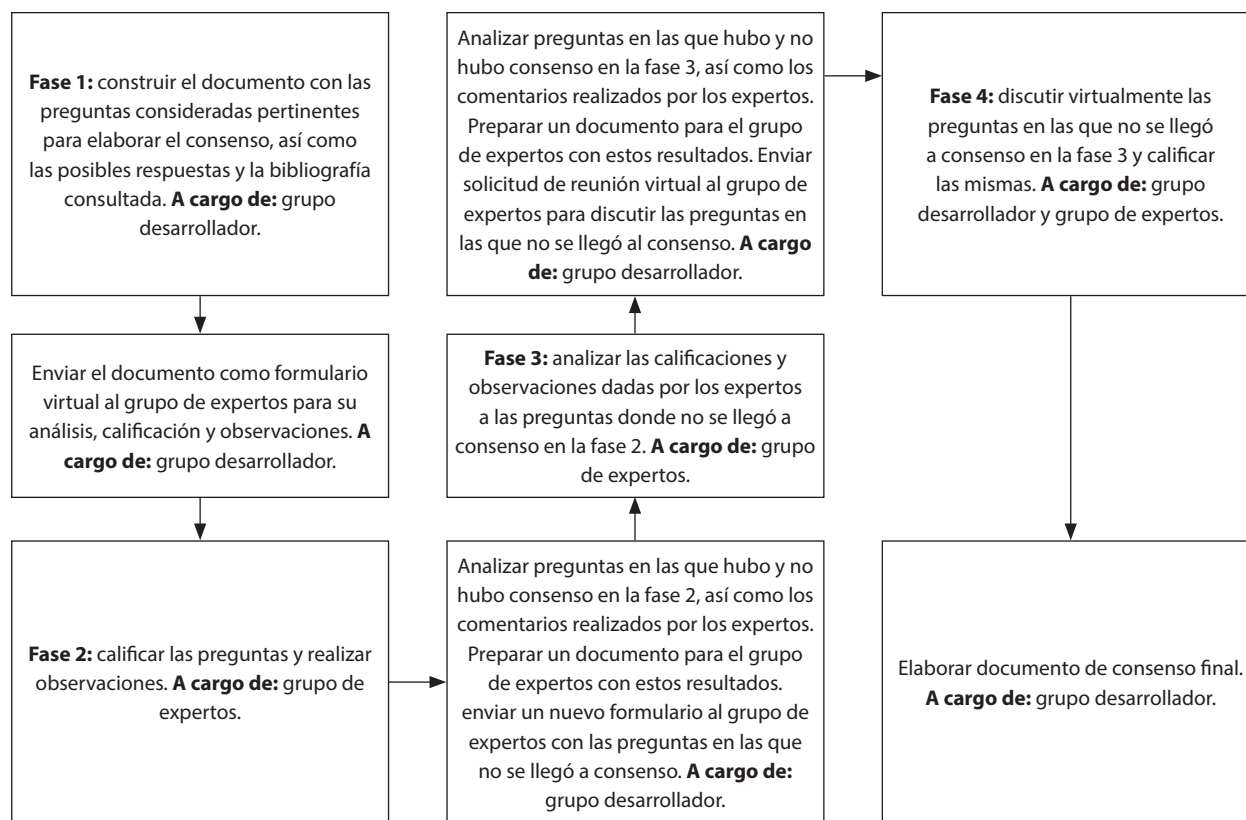 Fase 1: construir el documento con las
preguntas consideradas pertinentes
para elaborar el consenso, así como
las posibles respuestas y la bibliografía
consultada. A cargo de: grupo
desarrollador.
Enviar el documento como formulario
virtual al grupo de expertos para su
análisis, calificación y observaciones. A
cargo de: grupo desarrollador.
Fase 2: calificar las preguntas y realizar
observaciones. A cargo de: grupo de
expertos.
Analizar preguntas en las que hubo y no
hubo consenso en la fase 2, así como los
comentarios realizados por los expertos.
Preparar un documento para el grupo
de expertos con estos resultados.
enviar un nuevo formulario al grupo de
expertos con las preguntas en las que
no se llegó a consenso. A cargo de:
grupo desarrollador.
Fase 3: analizar las calificaciones y
observaciones dadas por los expertos
a las preguntas donde no se llegó a
consenso en la fase 2. A cargo de: grupo
de expertos.
Analizar preguntas en las que hubo y no
hubo consenso en la fase 3, así como los
comentarios realizados por los expertos.
Preparar un documento para el grupo
de expertos con estos resultados. Enviar
solicitud de reunión virtual al grupo de
expertos para discutir las preguntas en
las que no se llegó al consenso. A cargo
de: grupo desarrollador.
Fase 4: discutir virtualmente las
preguntas en las que no se llegó
a consenso en la fase 3 y calificar
las mismas. A cargo de: grupo
desarrollador y grupo de expertos.
Elaborar documento de consenso final.
A cargo de: grupo desarrollador.